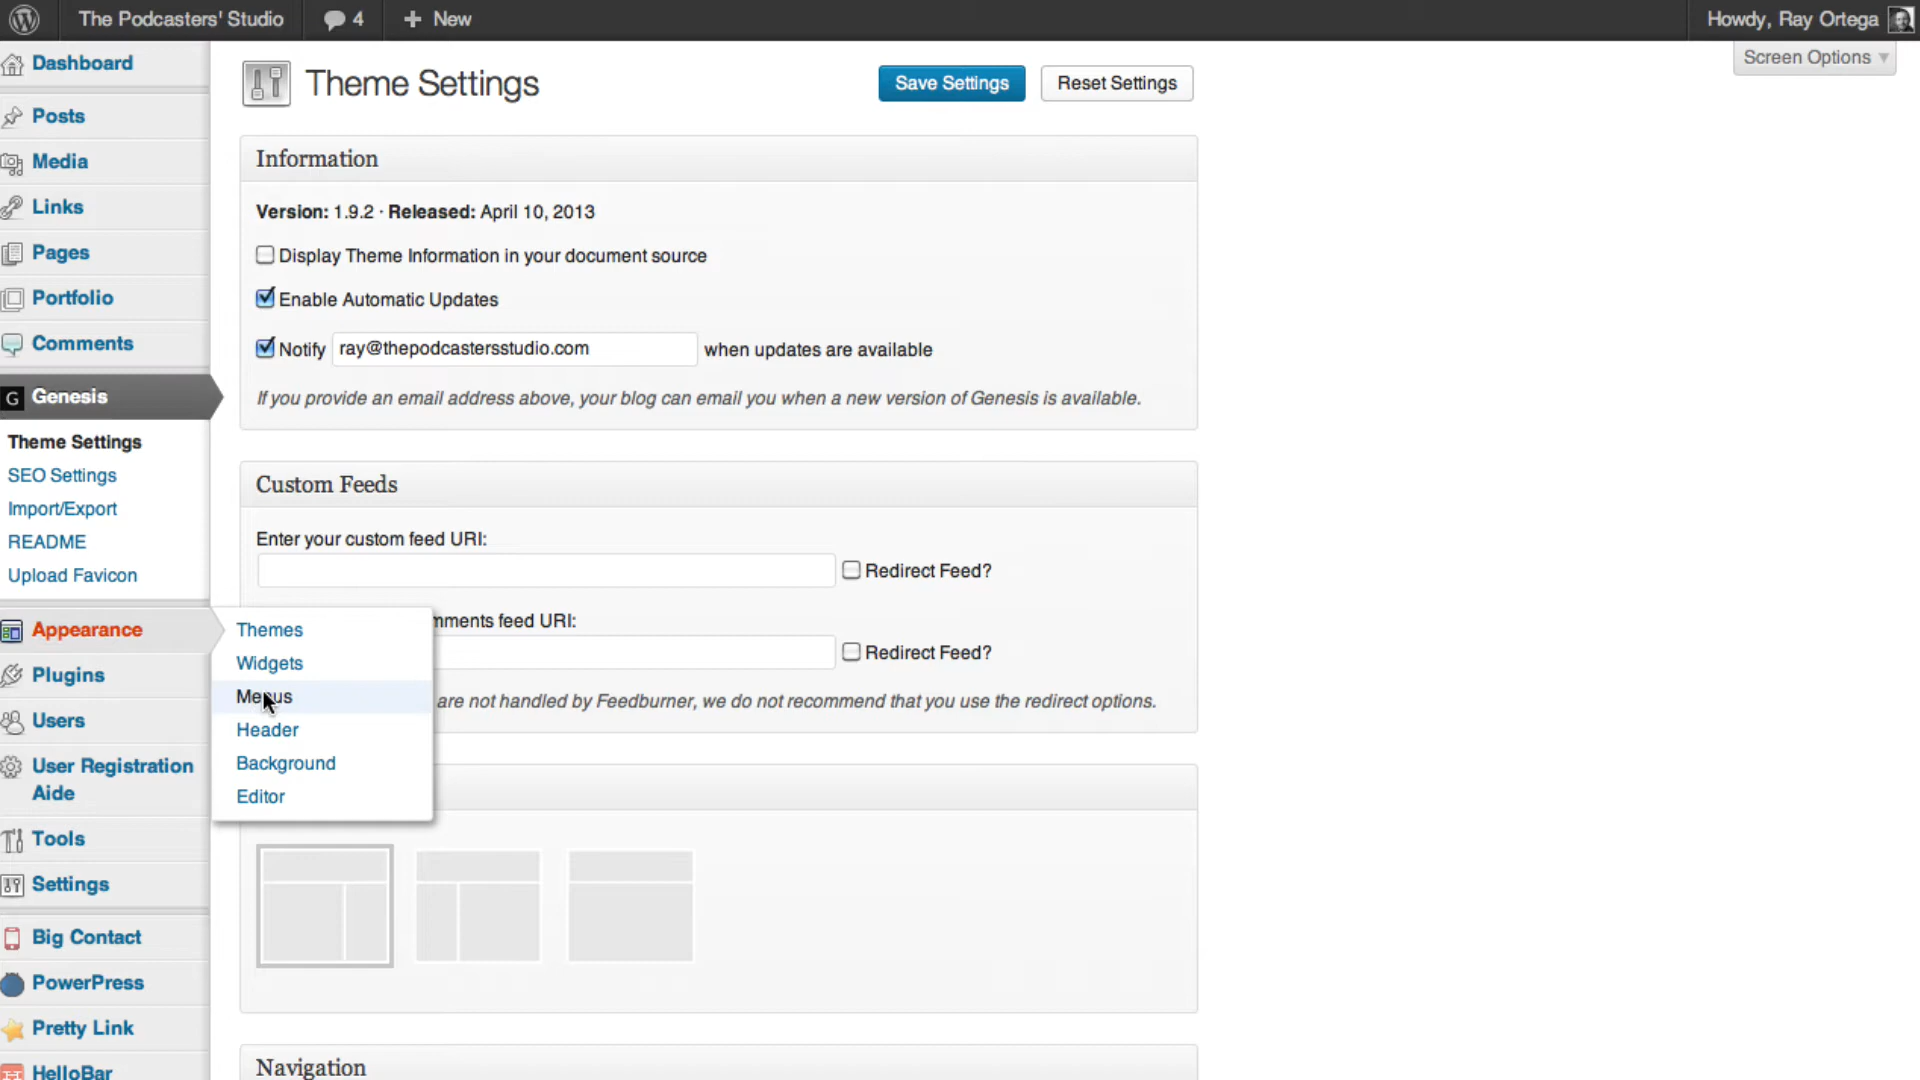 The Podcasters' Studio
4
New
Howdy, Ray Ortega
Screen Options
Dashboard
Posts
Media
Links
Pages
Portfolio
Comments
G Genesis
Theme Settings
SEO Settings
Import/Export
README
Upload Favicon
Appearance
Plugins
Users
User Registration
Aide
Tools
Settings
Big Contact
PowerPress
Pretty Link
HelloBar
Themes
Widgets
Menus
Header
Background
Editor
Theme Settings
Save Settings
Reset Settings
Information
Version: 1.9.2 · Released: April 10, 2013
Display Theme Information in your document source
Enable Automatic Updates
Notify ray@thepodcastersstudio.com when updates are available
If you provide an email address above, your blog can email you when a new version of Genesis is available.
Custom Feeds
Enter your custom feed URI:
Redirect Feed?
mments feed URI:
Redirect Feed?
are not handled by Feedburner, we do not recommend that you use the redirect options.
Navigation